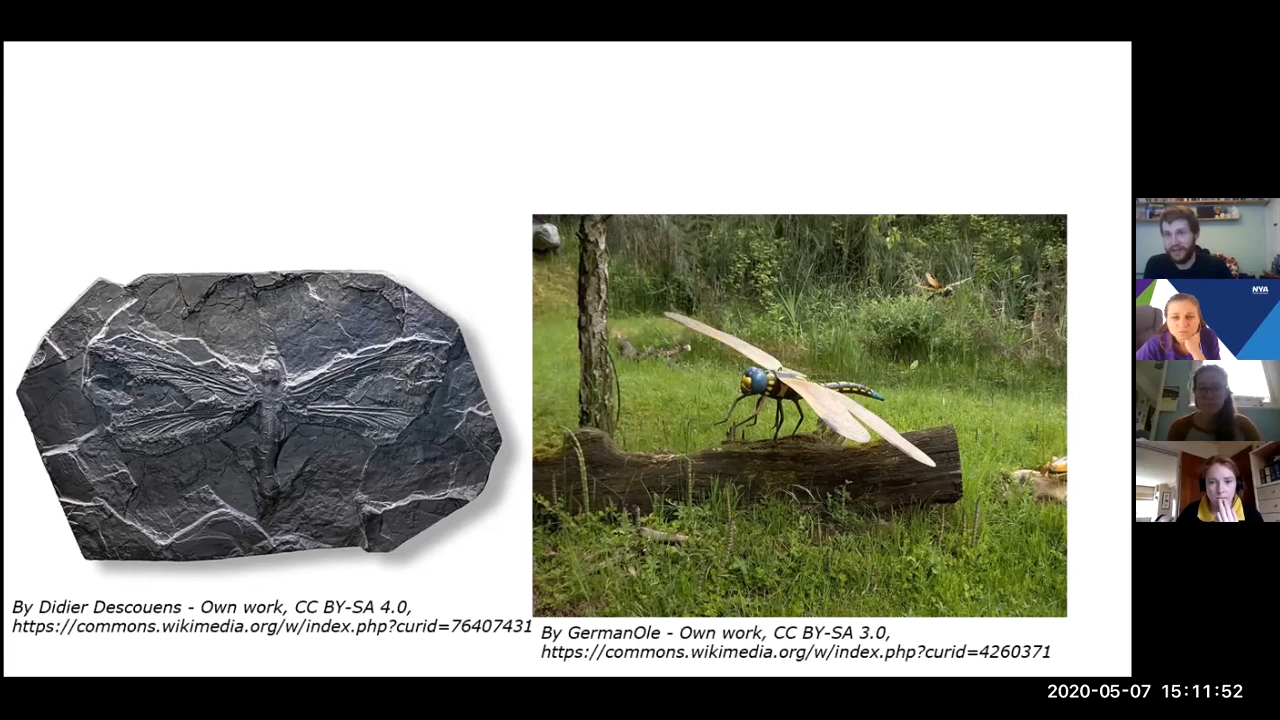 NYA
By Didier Descouens - Own work, CC BY-SA 4.0,
https://commons.wikimedia.org/w/index.php?curid=76407431
By GermanOle - Own work, CC BY-SA 3.0,
https://commons.wikimedia.org/w/index.php?curid=4260371
2020-05-07 15:11:52